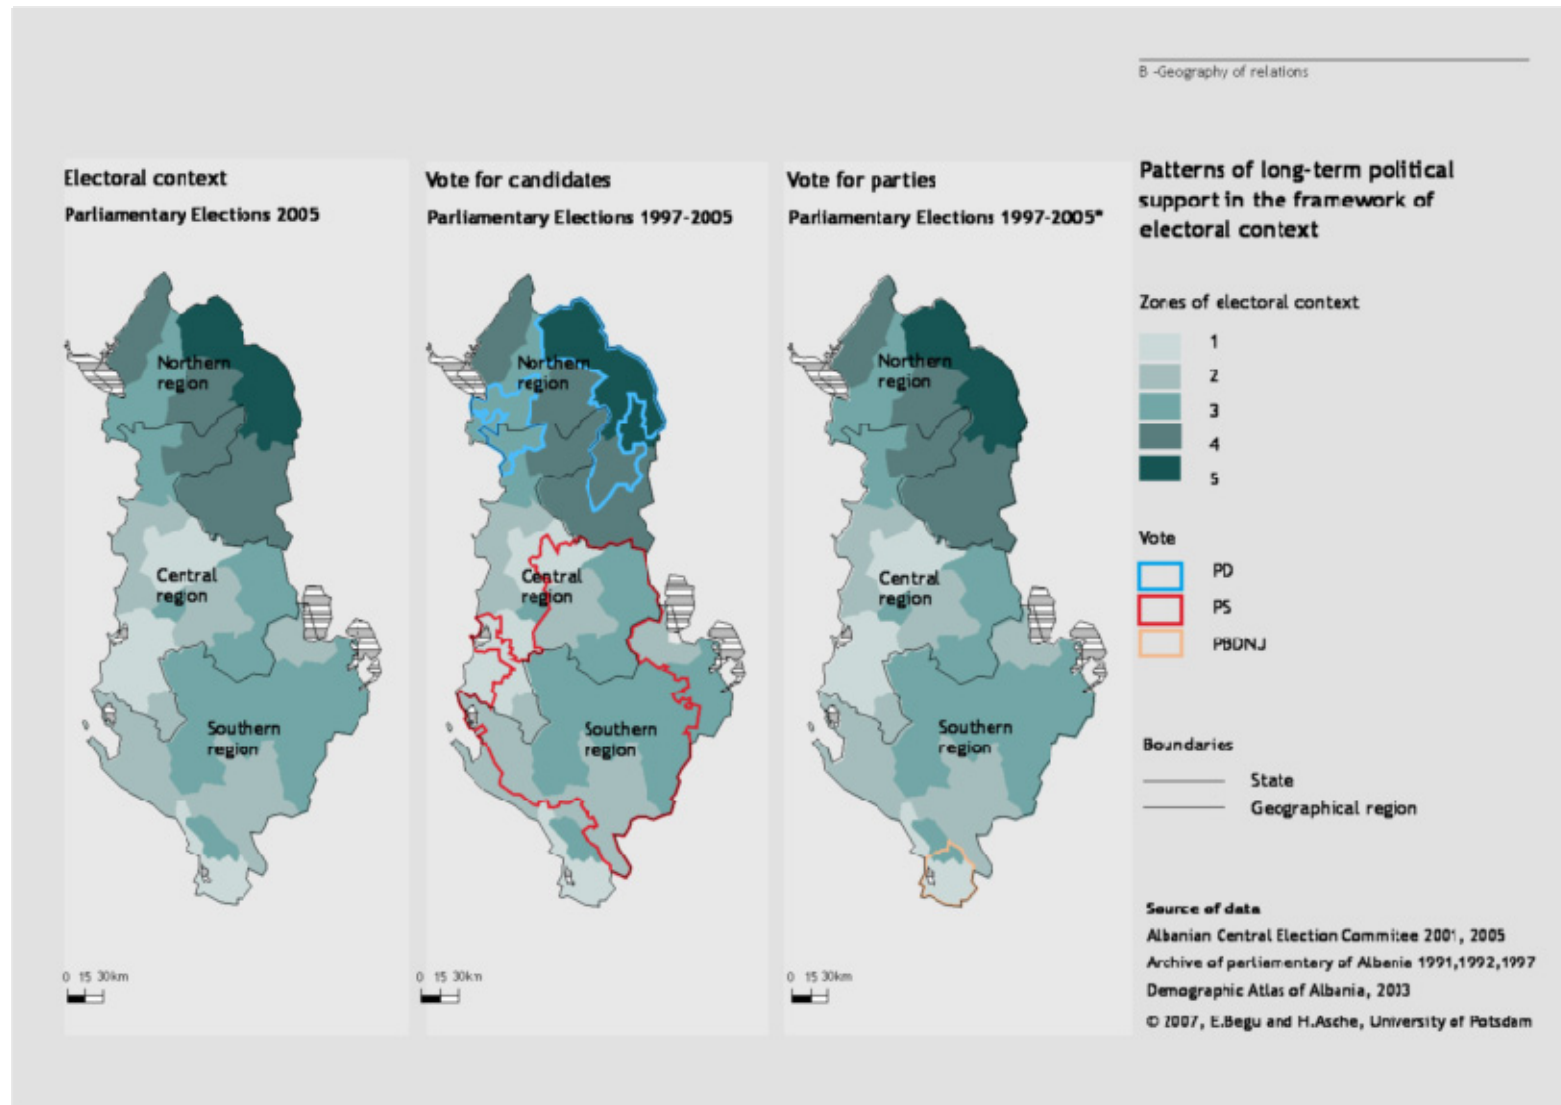 B -Geography of relations
Electoral context
Parliamentary Elections 2005
Northern
region
Central
region
Southern
region
0 15 30km
Vote for candidates
Parliamentary Elections 1997-2005
Northern
region
Central
region
Southern
region
0 15 30km
Vote for parties
Parliamentary Elections 1997-2005*
Northern
region
Central
region
Southern
region
0 15 30km
Patterns of long-term political
support in the framework of
electoral context
Zones of electoral context
1
2
3
4
5
Vote
PD
PS
PBDNJ
Boundaries
State
Geographical region
Source of data
Albanian Central Election Commitee 2001, 2005
Archive of parliamentary of Albania 1991,1992,1997
Demographic Atlas of Albania, 2003
© 2007, E.Begu and H.Asche, University of Potsdam